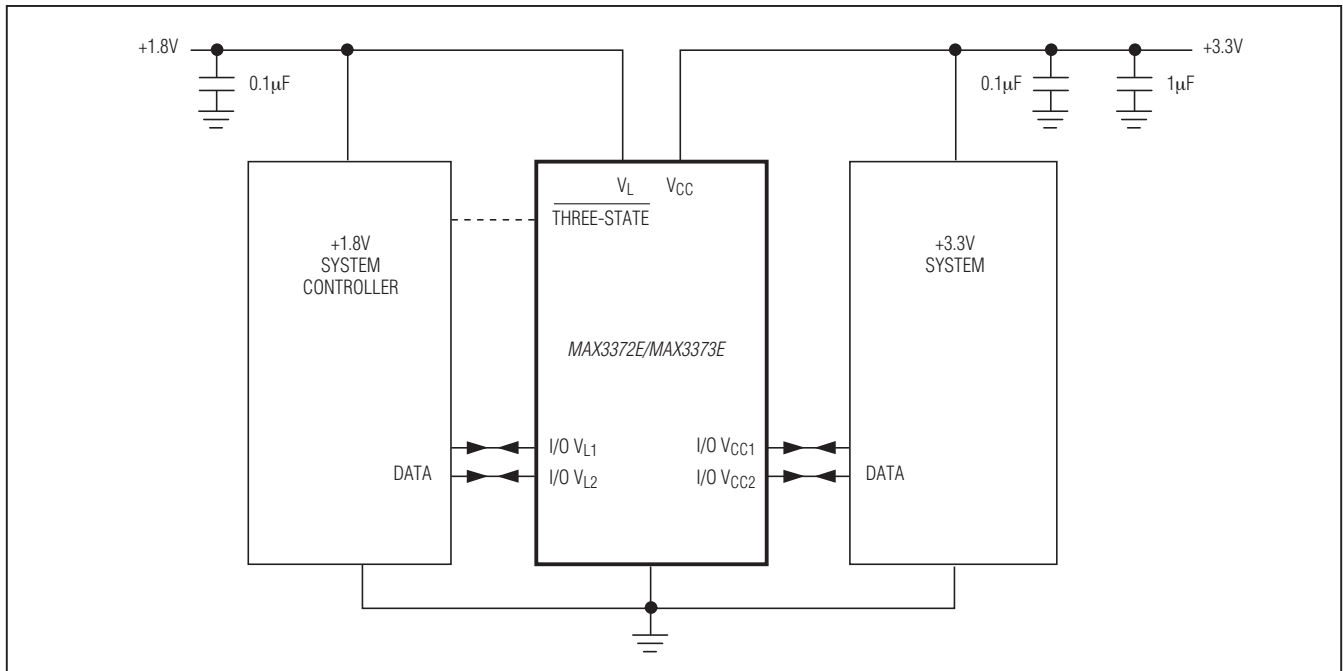 +1.8V
+3.3V
0.1μF
0.1μF
1μF
VL
VCC
THREE-STATE
+1.8V
SYSTEM
CONTROLLER
+3.3V
SYSTEM
MAX3372E/MAX3373E
I/O VL1
I/O VCC1
DATA
I/O VL2
I/O VCC2
DATA